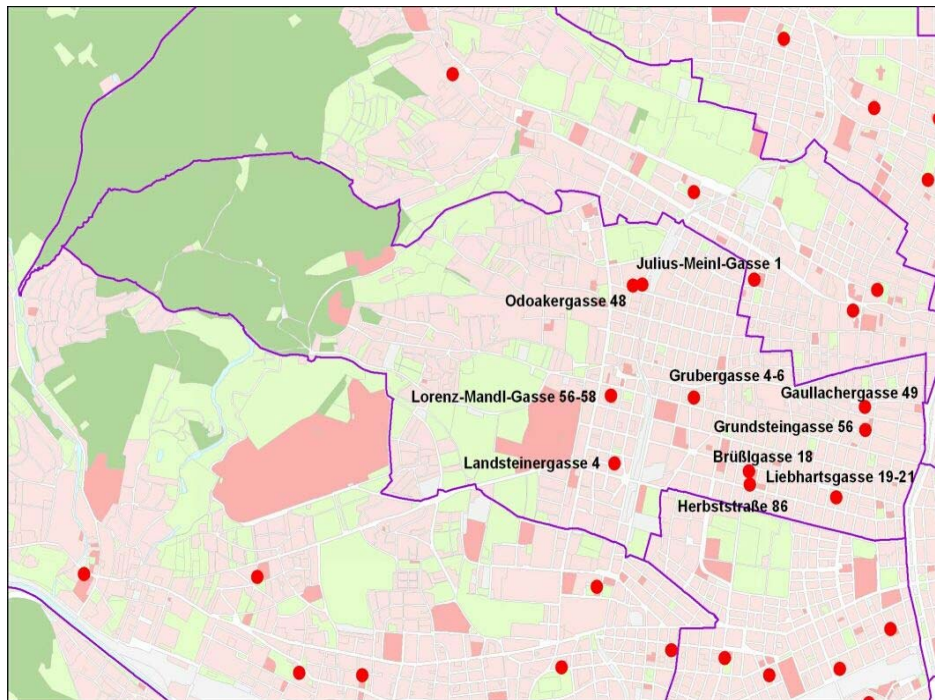 Julius-Meinl-Gasse 1
Odoakergasse 48
Grubergasse 4-6
Lorenz-Mandl-Gasse 56-58
Gaullachergasse 49
Grundsteingasse 56
Brüßlgasse 18
Landsteinergasse 4
Liebhartsgasse 19-21
Herbststraße 86